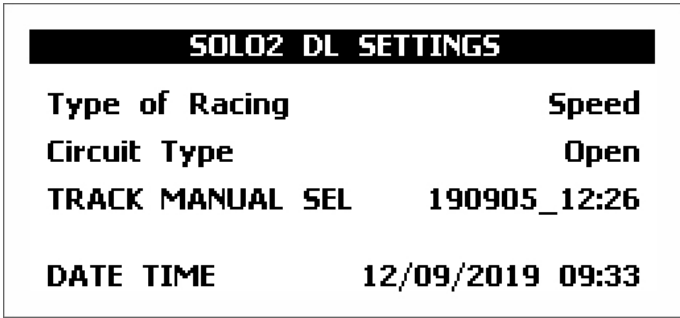 SOLO2 DL SETTINGS
Type of Racing Speed
Circuit Type Open
TRACK MANUAL SEL 190905_12:26
DATE TIME 12/09/2019 09:33